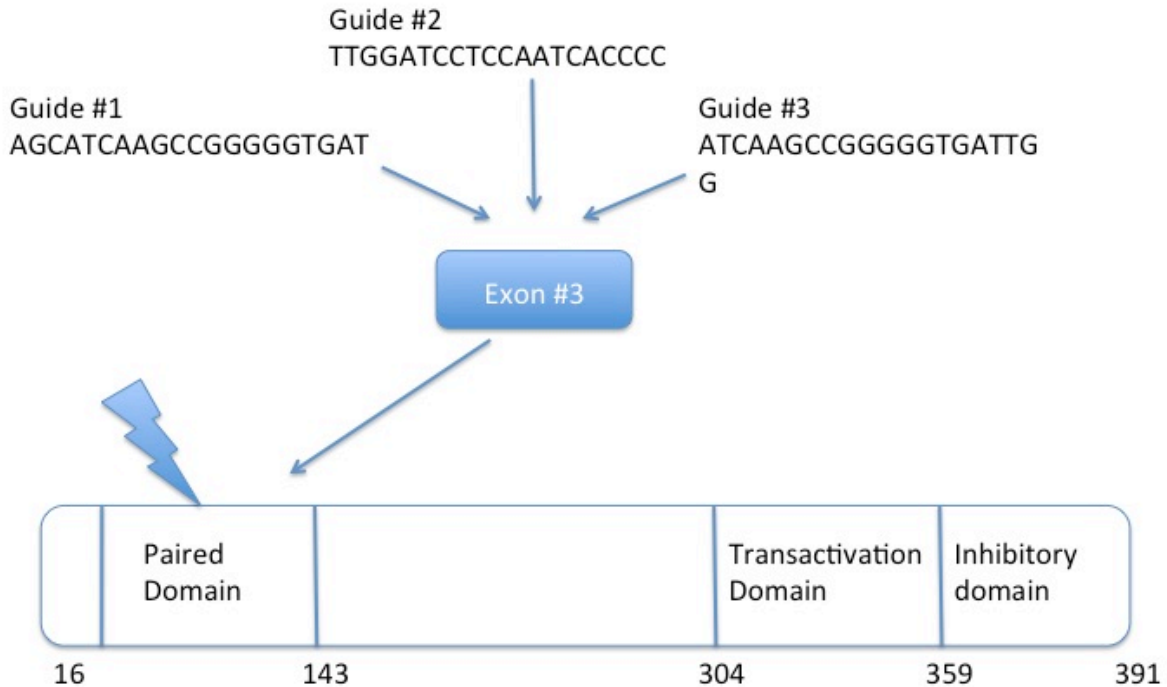 Guide #2
TTGGATCCTCCAATCACCCC
Guide #1
AGCATCAAGCCGGGGGTGAT
Guide #3
ATCAAGCCGGGGGTGATTG
G
Exon #3
Paired
Domain
Transactivation
Domain
Inhibitory
domain
16
143
304
359
391